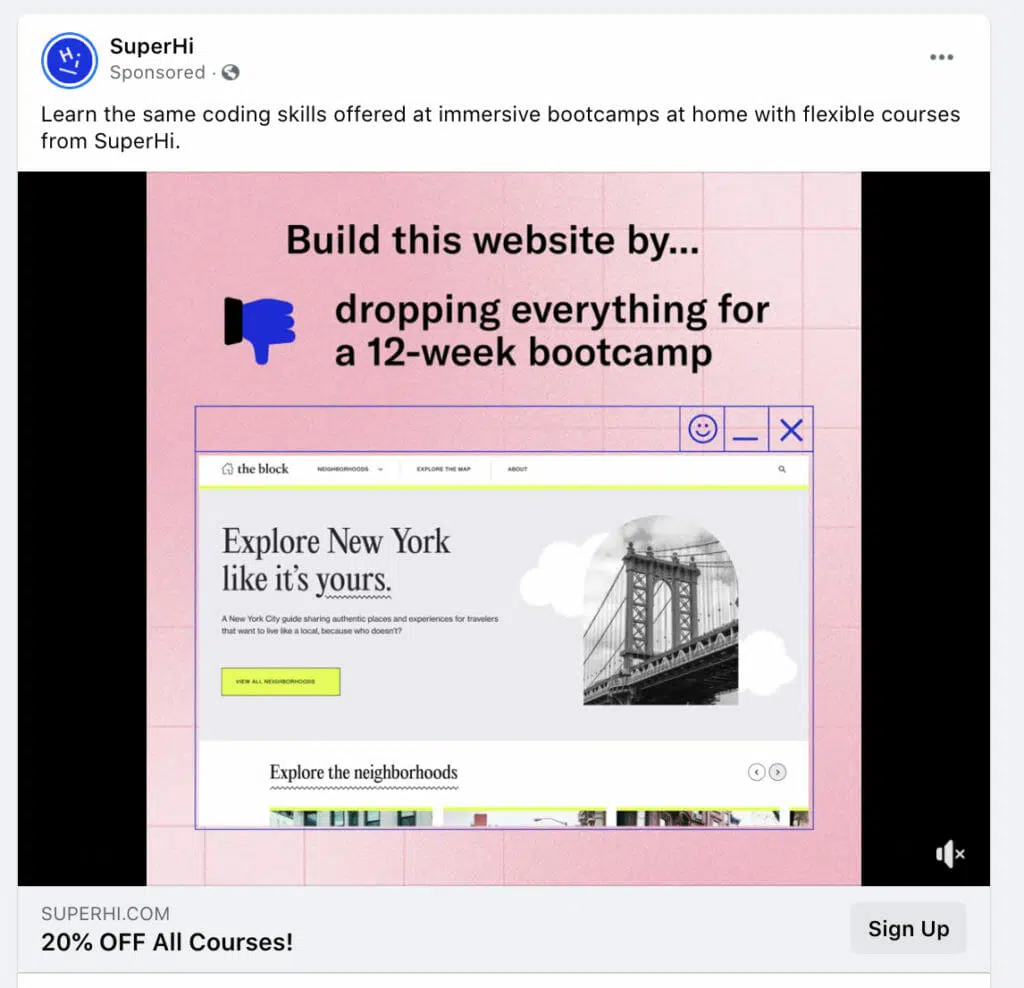 Hi
SuperHi
Sponsored ·
Learn the same coding skills offered at immersive bootcamps at home with flexible courses
from SuperHi.
Build this website by...
dropping everything for
a 12-week bootcamp
the block
NEIGHBORHOODS
EXPLORE THE MAP
ABOUT
Explore New York
like it's yours.
A New York City guide sharing authentic places and experiences for travelers
that want to live like a local, because who doesn't?
VIEW ALL NEIGHBORHOODS
Explore the neighborhoods
SUPERHI.COM
20% OFF All Courses!
Sign Up